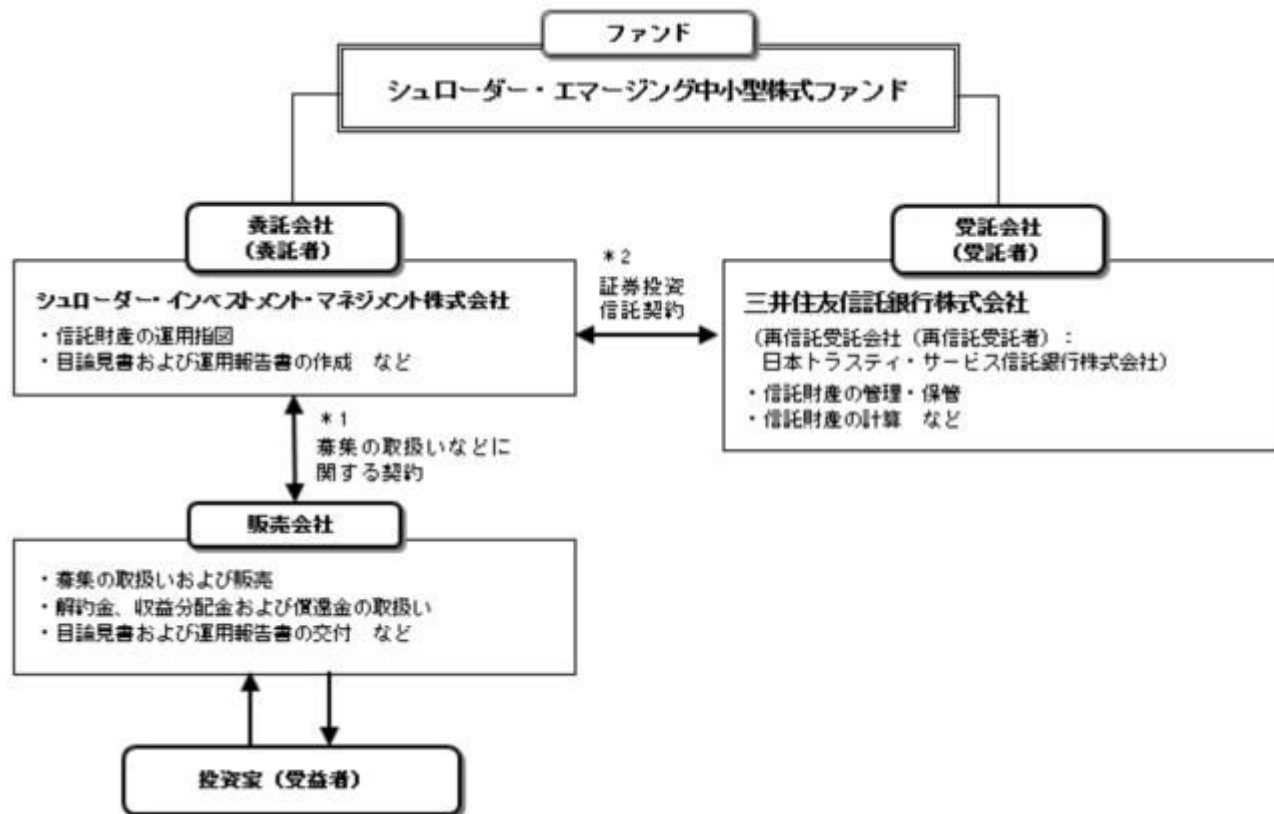 ファンド
シュローダー・エマージング中小型株式ファンド
委託会社
(委託者)
シュローダー・インベストメント・マネジメント株式会社
・信託財産の運用指図
・目論見書および運用報告書の作成　など
＊2
証券投資
信託契約
受託会社
(受託者)
三井住友信託銀行株式会社
(再信託受託会社（再信託受託者）：
日本トラスティ・サービス信託銀行株式会社)
・信託財産の管理・保管
・信託財産の計算　など
＊1
募集の取扱いなどに
関する契約
販売会社
・募集の取扱いおよび販売
・解約金、収益分配金および償還金の取扱い
・目論見書および運用報告書の交付　など
投資家（受益者）